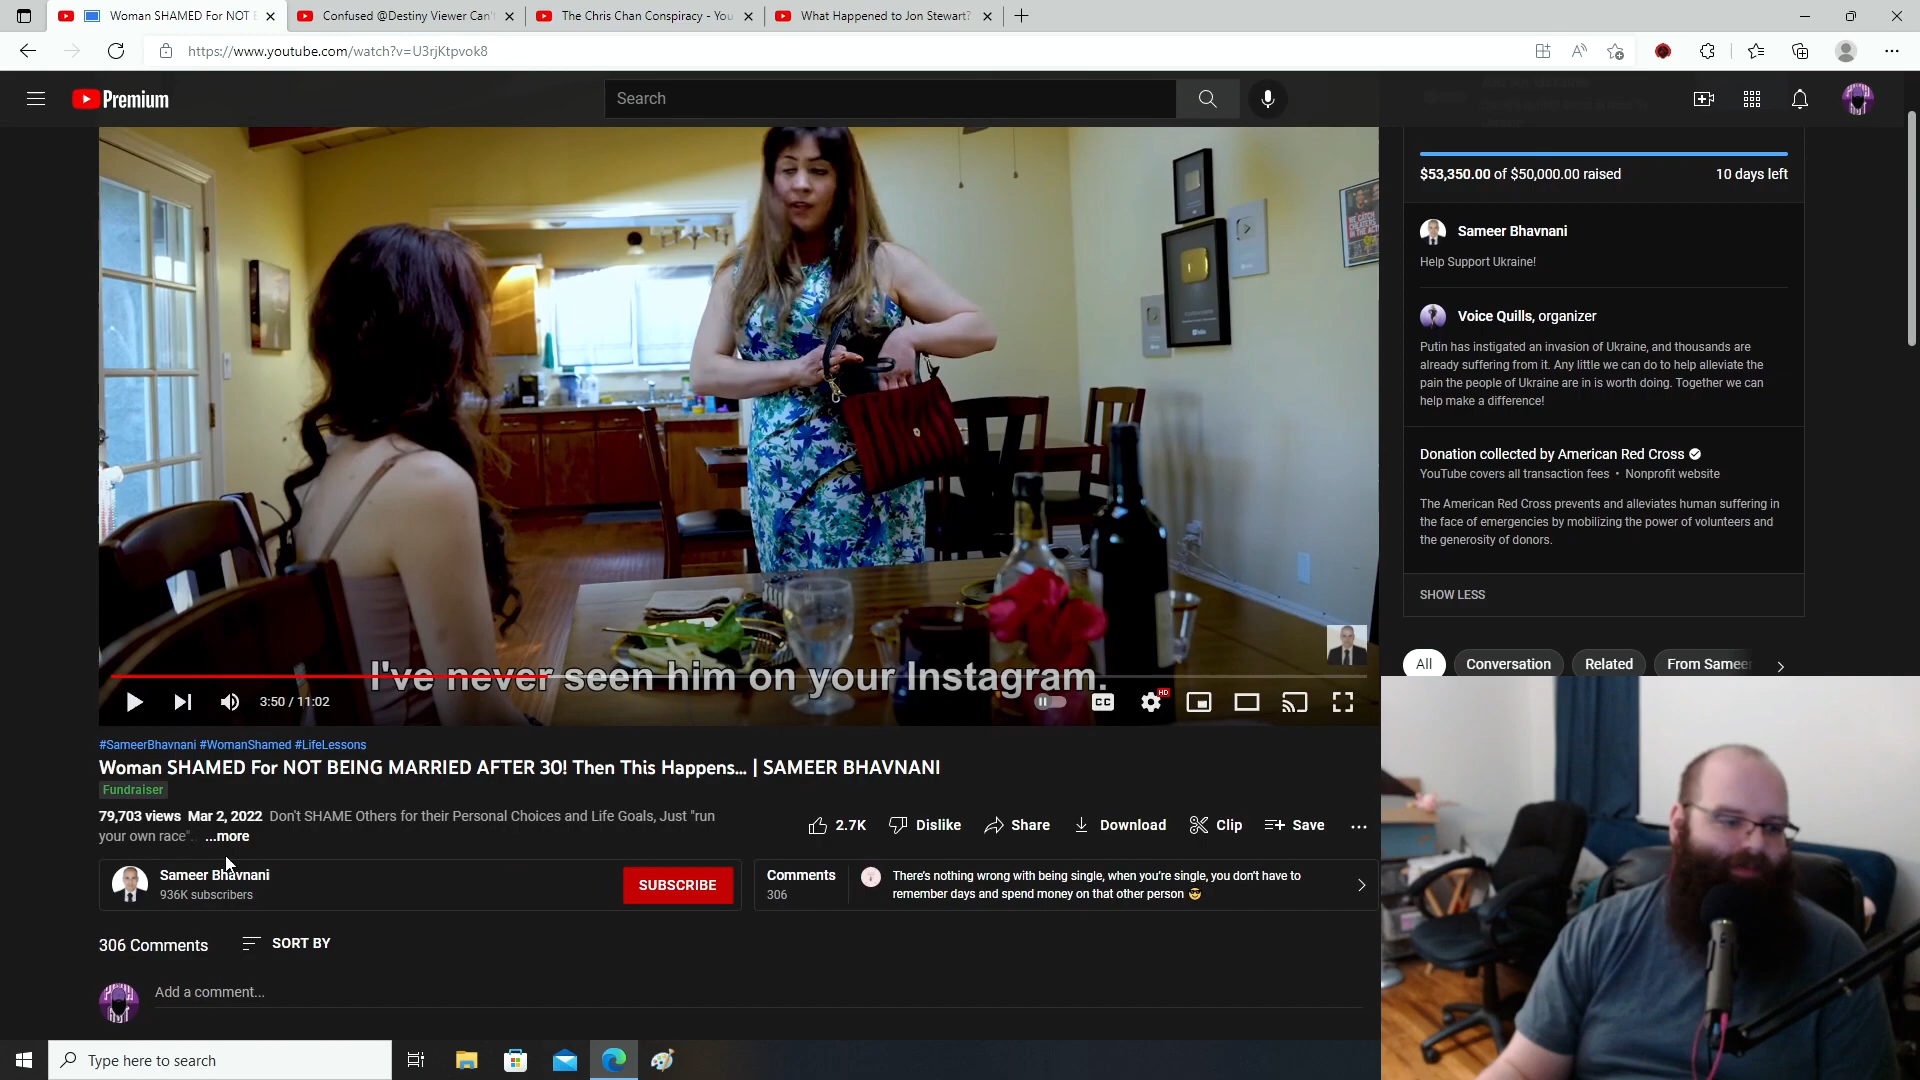 Woman SHAMED For NOT
Confused @Destiny Viewer Can'
The Chris Chan Conspiracy - You
What Happened to Jon Stewart?
https://www.youtube.com/watch?v=U3rjKtpvok8
Premium
Search
$53,350.00 of $50,000.00 raised
10 days left
Sameer Bhavnani
Help Support Ukraine!
Voice Quills, organizer
Putin has instigated an invasion of Ukraine, and thousands are
already suffering from it. Any little we can do to help alleviate the
pain the people of Ukraine are in is worth doing. Together we can
help make a difference!
Donation collected by American Red Cross
YouTube covers all transaction fees • Nonprofit website
The American Red Cross prevents and alleviates human suffering in
the face of emergencies by mobilizing the power of volunteers and
the generosity of donors.
SHOW LESS
All
Conversation
Related
From Sameer
WE CATCH
CHEATERS
IN THE ACT
I've never seen him on your Instagram.
3:50 / 11:02
CC
HD
#SameerBhavnani #WomanShamed #LifeLessons
Woman SHAMED For NOT BEING MARRIED AFTER 30! Then This Happens... | SAMEER BHAVNANI
Fundraiser
79,703 views Mar 2, 2022 Don't SHAME Others for their Personal Choices and Life Goals, Just "run
your own race" ...more
2.7K
Dislike
Share
Download
Clip
Save
Sameer Bhavnani
936K subscribers
SUBSCRIBE
Comments
306
There's nothing wrong with being single, when you're single, you don't have to
remember days and spend money on that other person
306 Comments
SORT BY
Add a comment...
Type here to search